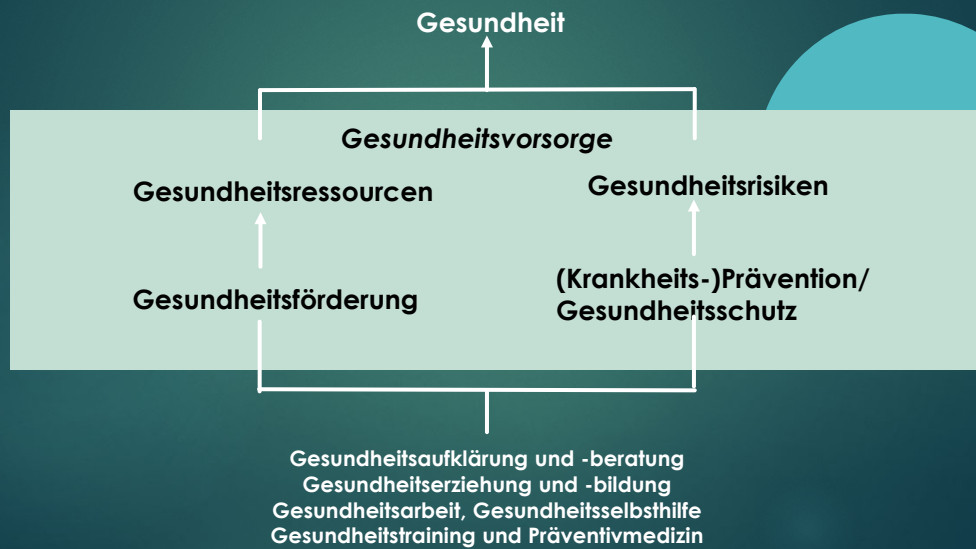 Gesundheit
Gesundheitsvorsorge
Gesundheitsressourcen
Gesundheitsrisiken
Gesundheitsförderung
(Krankheits-)Prävention/
Gesundheitsschutz
Gesundheitsaufklärung und -beratung
Gesundheitserziehung und -bildung
Gesundheitsarbeit, Gesundheitsselbsthilfe
Gesundheitstraining und Präventivmedizin